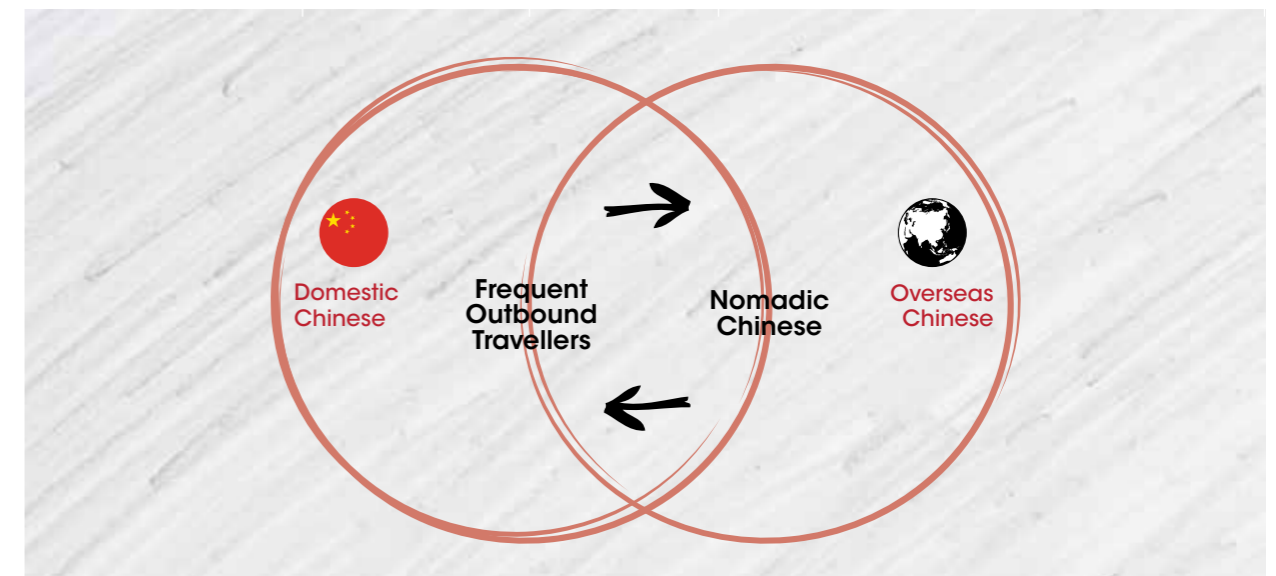 Domestic
Chinese
Frequent
Outbound
Travellers
Nomadic
Chinese
Overseas
Chinese